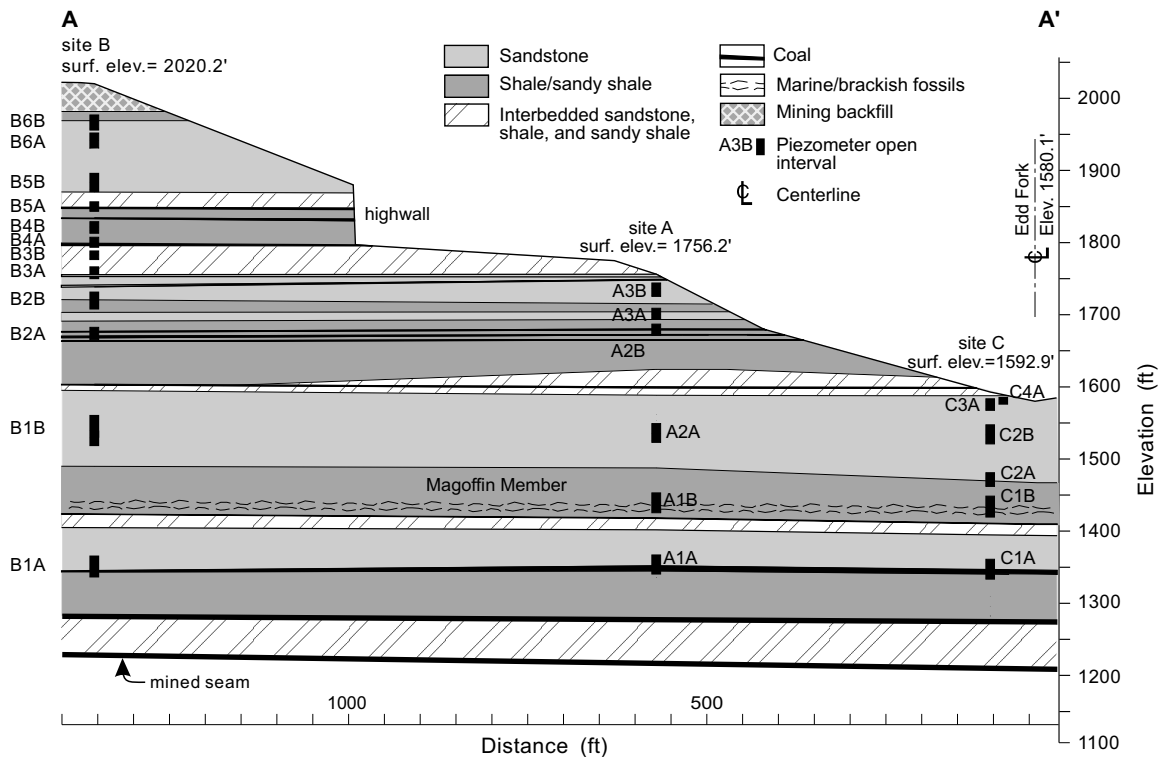 A
A'
site B
surf. elev.= 2020.2'
Sandstone
Shale/sandy shale
Interbedded sandstone,
shale, and sandy shale
Coal
Marine/brackish fossils
Mining backfill
A3B
Piezometer open
interval
℄
Centerline
Edd Fork
Elev. 1580.1'
℄
highwall
site A
surf. elev.= 1756.2'
site C
surf. elev.=1592.9'
B6B
B6A
B5B
B5A
B4B
B4A
B3B
B3A
B2B
B2A
B1B
B1A
A3B
A3A
A2B
A2A
A1B
A1A
C4A
C3A
C2B
C2A
C1B
C1A
Magoffin Member
mined seam
2000
1900
1800
1700
1600
1500
1400
1300
1200
1100
Elevation (ft)
1000
500
Distance (ft)